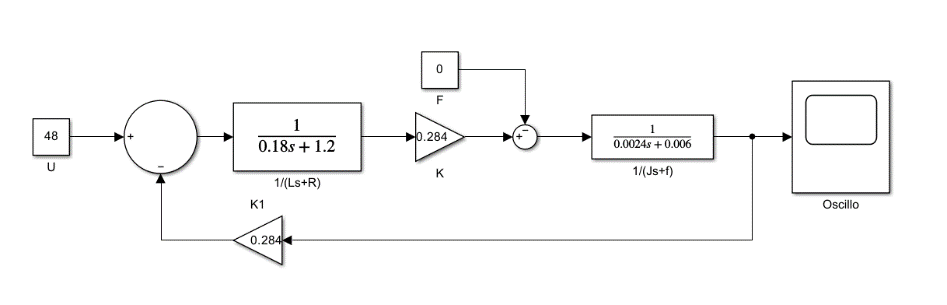 0
F
48
U
+
−
1
0.18s + 1.2
1/(Ls+R)
0.284
K
+
−
1
0.0024s + 0.006
1/(Js+f)
Oscillo
K1
0.284